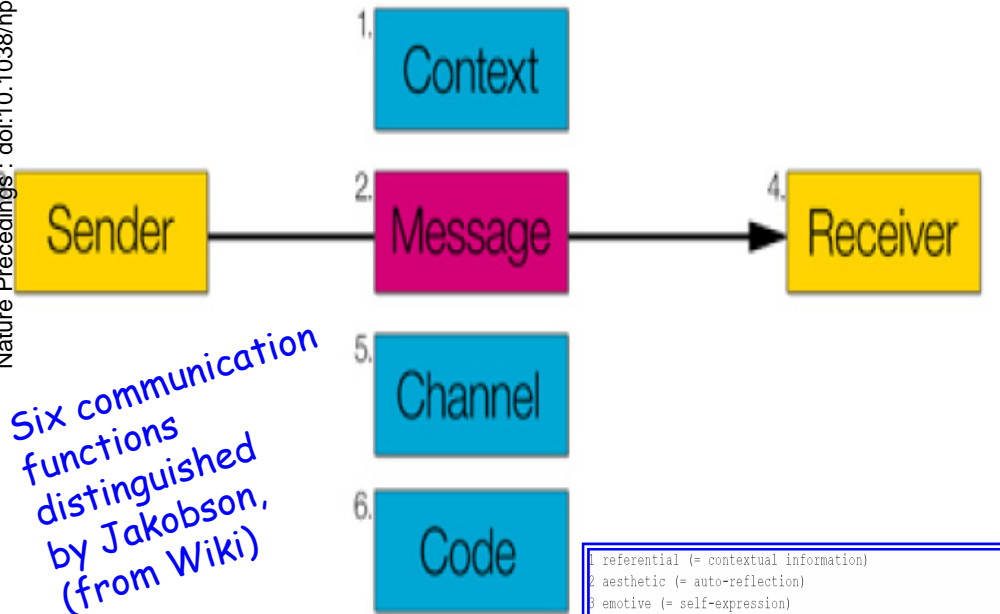 Nature Precedings : doi:10.1038/np
1.
Context
Sender
2.
Message
4.
Receiver
5.
Channel
6.
Code
Six communication
functions
distinguished
by Jakobson,
(from Wiki)
1 referential (= contextual information)
2 aesthetic (= auto-reflection)
3 emotive (= self-expression)